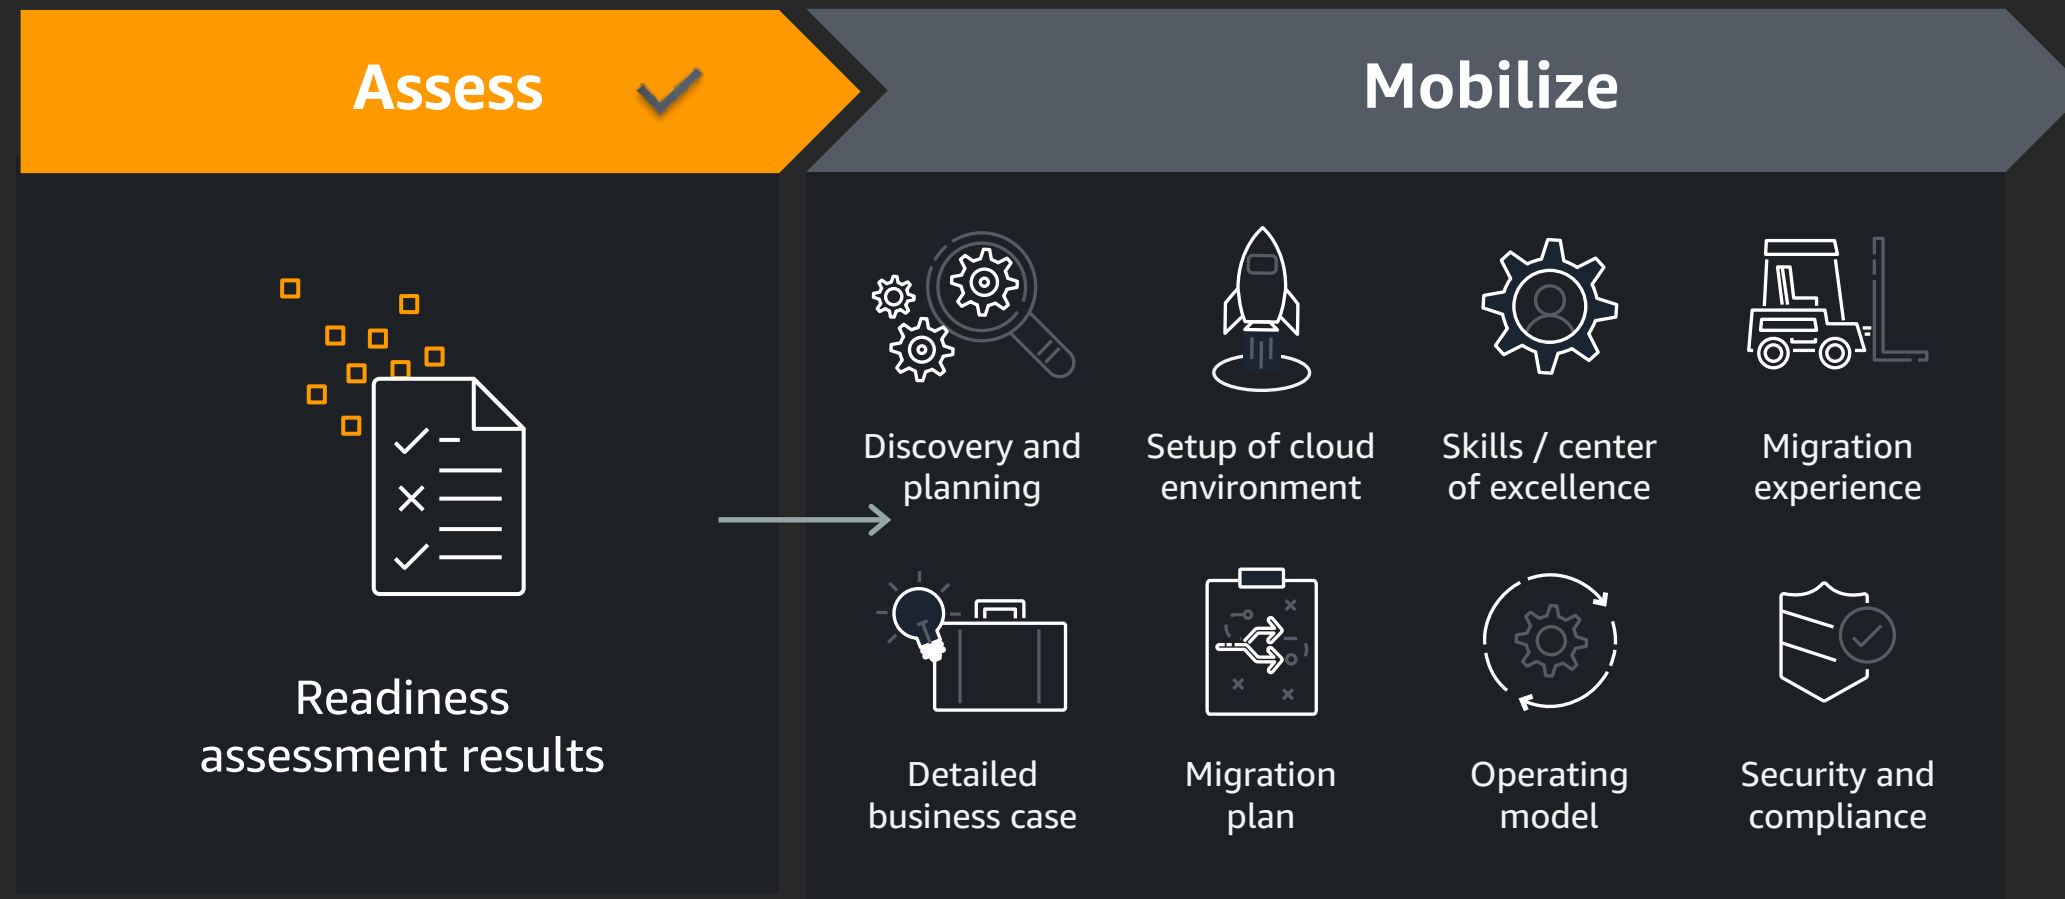 Assess
Mobilize
Readiness
assessment results
Discovery and
planning
Setup of cloud
environment
Skills / center
of excellence
Migration
experience
Detailed
business case
Migration
plan
Operating
model
Security and
compliance